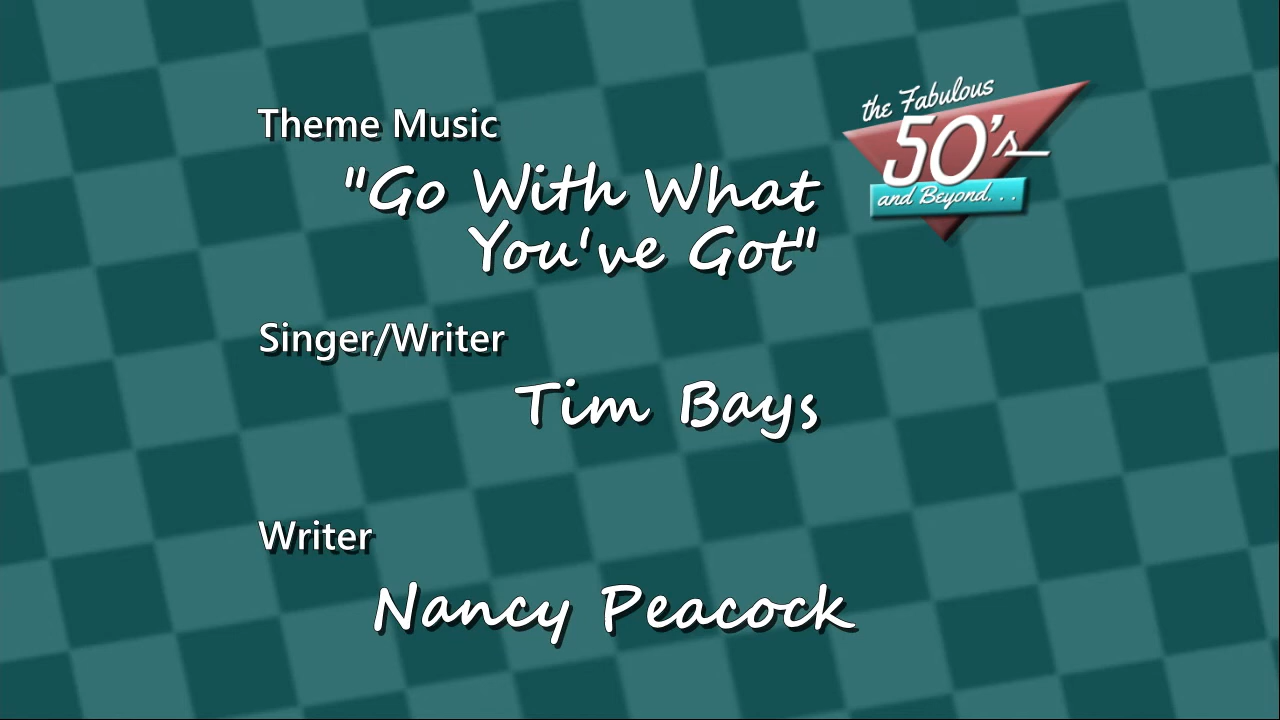 Theme Music
"Go With What
You've Got"
the Fabulous
50's
and Beyond. . .
Singer/Writer
Tim Bays
Writer
Nancy Peacock